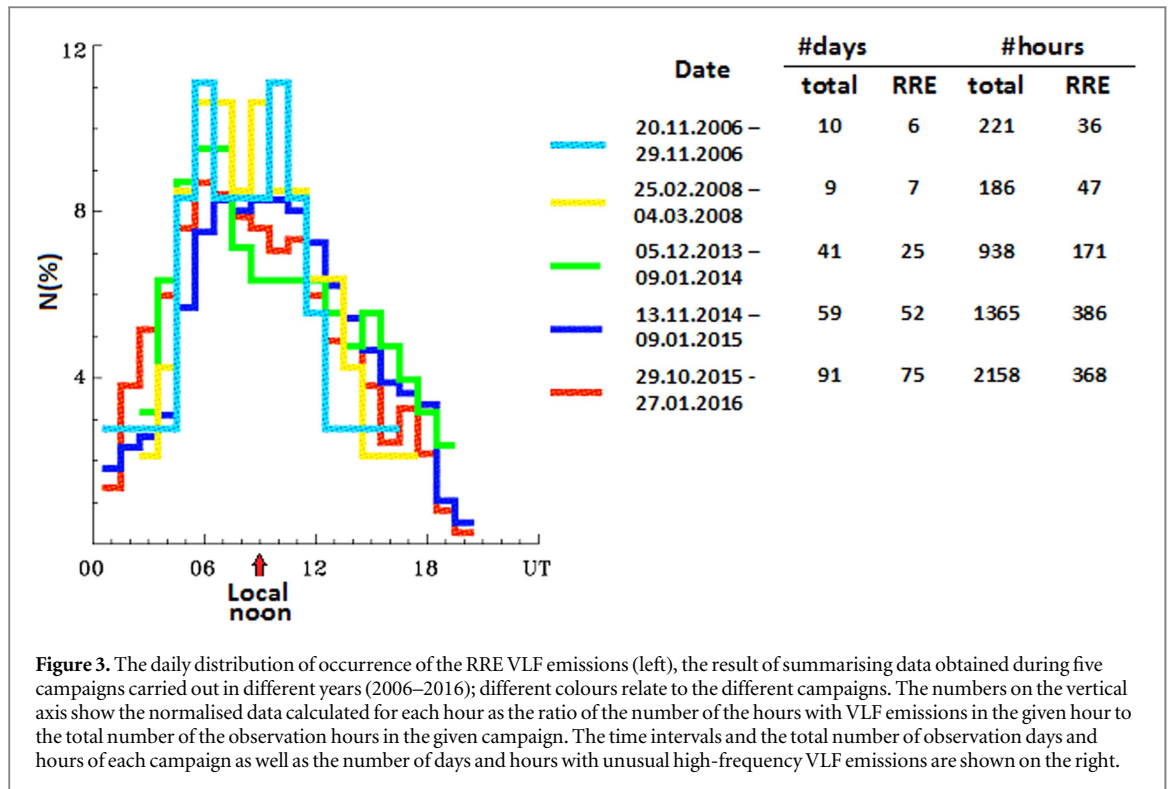 12
8
4
N(%)
00 06 12 18 UT
Local
noon
#days #hours
Date
total RRE total RRE
20.11.2006 – 10 6 221 36
29.11.2006
25.02.2008 – 9 7 186 47
04.03.2008
05.12.2013 – 41 25 938 171
09.01.2014
13.11.2014 – 59 52 1365 386
09.01.2015
29.10.2015 - 91 75 2158 368
27.01.2016
Figure 3. The daily distribution of occurrence of the RRE VLF emissions (left), the result of summarising data obtained during five
campaigns carried out in different years (2006–2016); different colours relate to the different campaigns. The numbers on the vertical
axis show the normalised data calculated for each hour as the ratio of the number of the hours with VLF emissions in the given hour to
the total number of the observation hours in the given campaign. The time intervals and the total number of observation days and
hours of each campaign as well as the number of days and hours with unusual high-frequency VLF emissions are shown on the right.